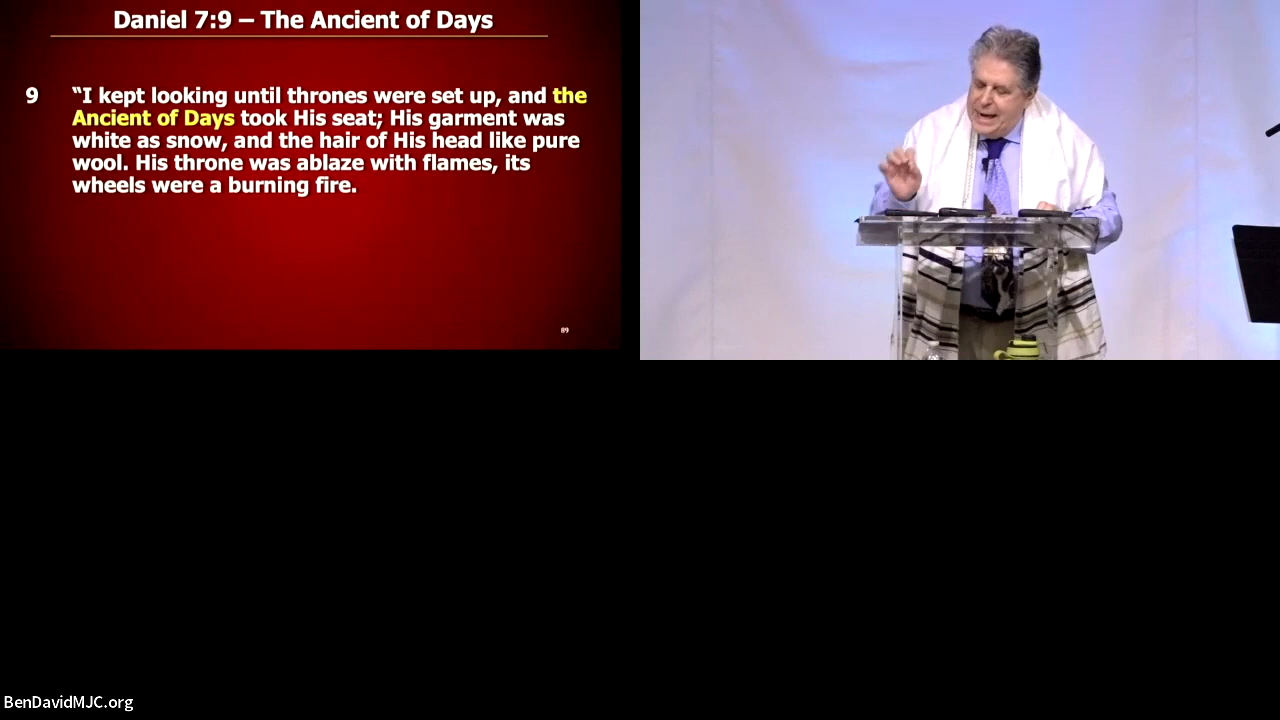 Daniel 7:9 – The Ancient of Days
9 “I kept looking until thrones were set up, and the
Ancient of Days took His seat; His garment was
white as snow, and the hair of His head like pure
wool. His throne was ablaze with flames, its
wheels were a burning fire.
89
BenDavidMJC.org